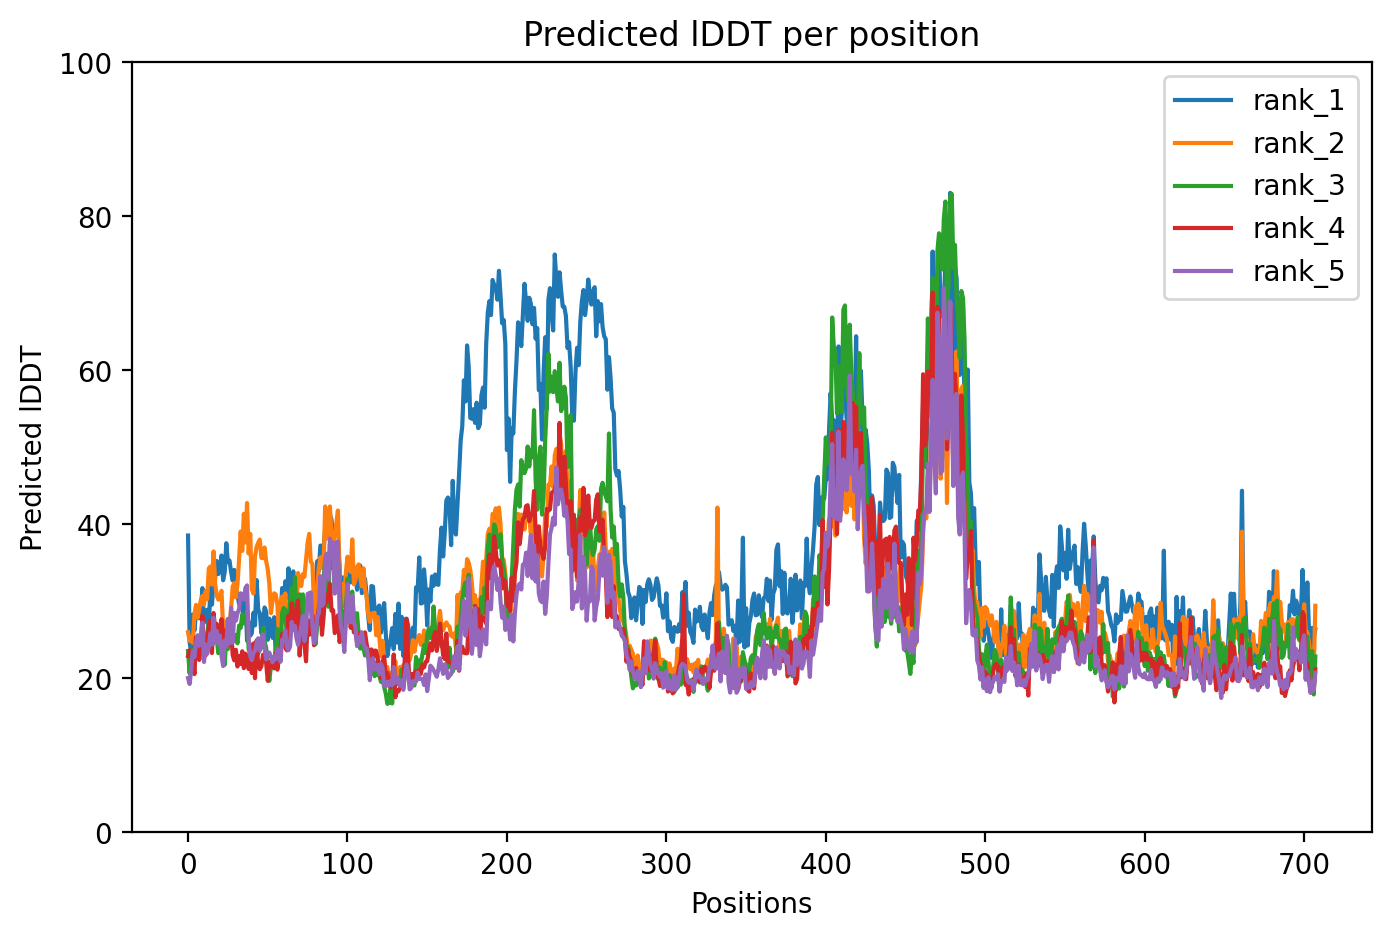 Predicted lDDT per position
100
80
60
40
20
0
Predicted lDDT
0 100 200 300 400 500 600 700
Positions
rank_1
rank_2
rank_3
rank_4
rank_5